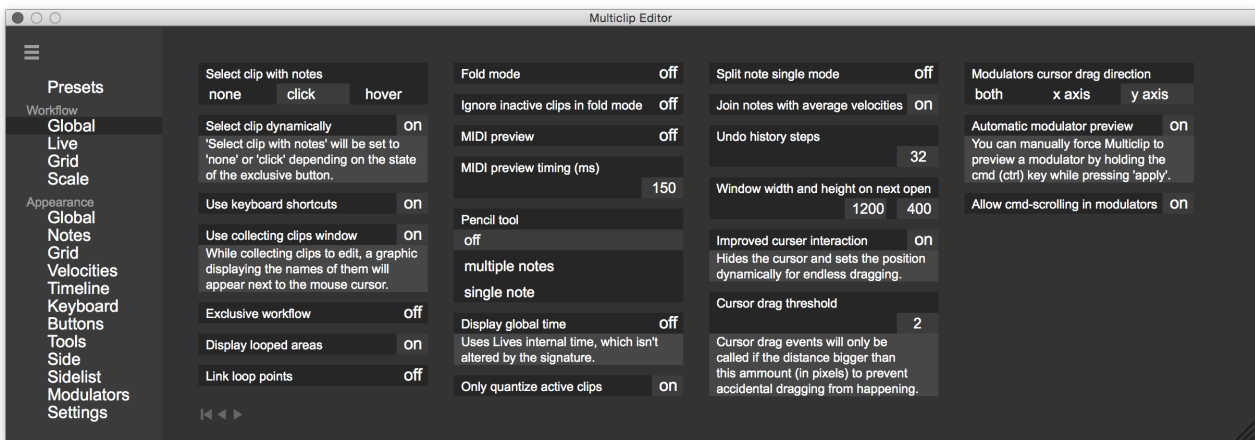 Multiclip Editor
Presets
Workflow
Global
Live
Grid
Scale
Appearance
Global
Notes
Grid
Velocities
Timeline
Keyboard
Buttons
Tools
Side
Sidelist
Modulators
Settings
Select clip with notes
none click hover
Select clip dynamically on
'Select clip with notes' will be set to
'none' or 'click' depending on the state
of the exclusive button.
Use keyboard shortcuts on
Use collecting clips window on
While collecting clips to edit, a graphic
displaying the names of them will
appear next to the mouse cursor.
Exclusive workflow off
Display looped areas on
Link loop points off
Fold mode off
Ignore inactive clips in fold mode off
MIDI preview off
MIDI preview timing (ms)
150
Pencil tool
off
multiple notes
single note
Display global time off
Uses Lives internal time, which isn't
altered by the signature.
Only quantize active clips on
Split note single mode off
Join notes with average velocities on
Undo history steps
32
Window width and height on next open
1200 400
Improved curser interaction on
Hides the cursor and sets the position
dynamically for endless dragging.
Cursor drag threshold
2
Cursor drag events will only be
called if the distance bigger than
this ammount (in pixels) to prevent
accidental dragging from happening.
Modulators cursor drag direction
both x axis y axis
Automatic modulator preview on
You can manually force Multiclip to
preview a modulator by holding the
cmd (ctrl) key while pressing 'apply'.
Allow cmd-scrolling in modulators on